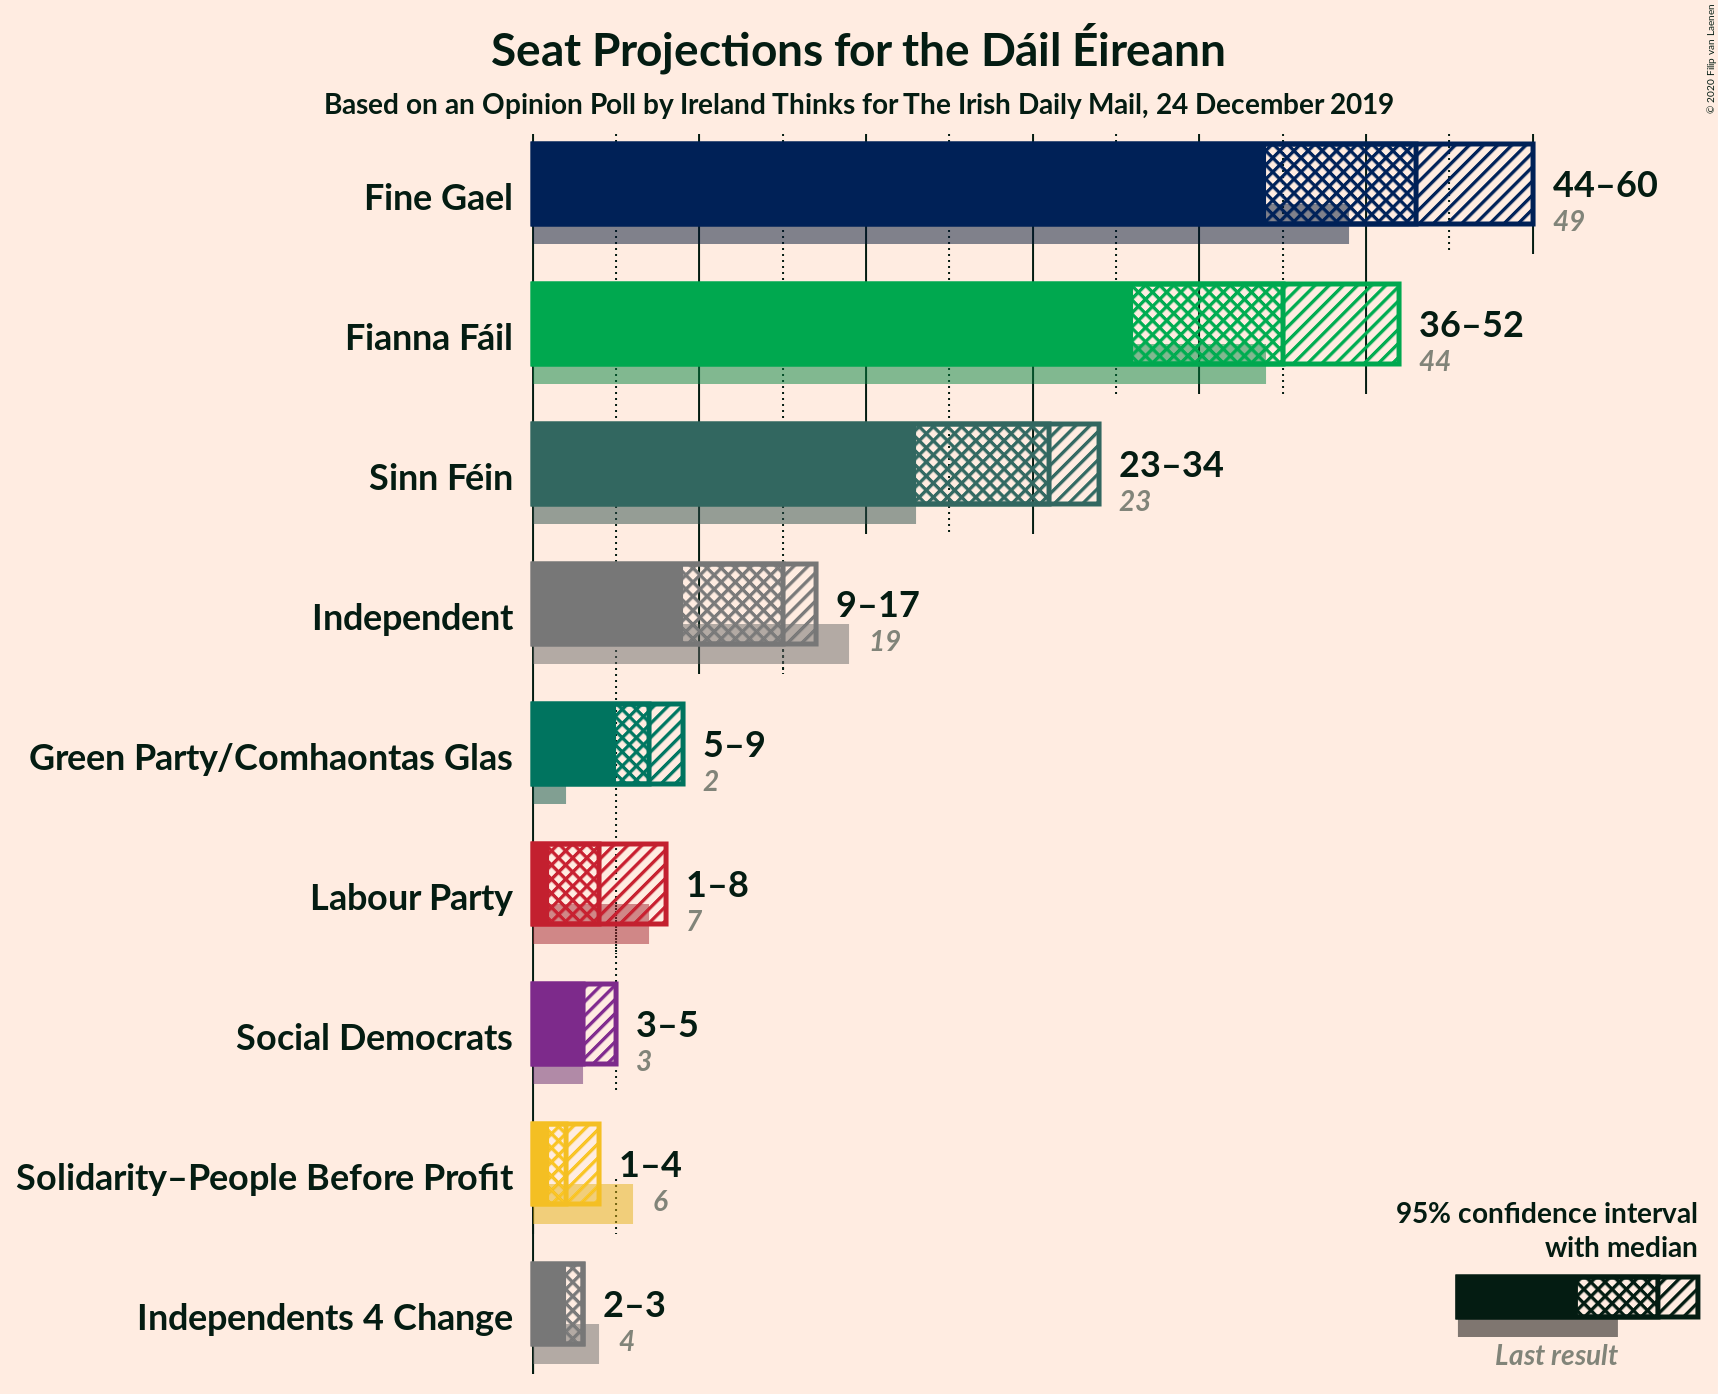 Seat Projections for the Dáil Éireann
Based on an Opinion Poll by Ireland Thinks for The Irish Daily Mail, 24 December 2019
© 2020 Filip van Laenen
Fine Gael
44–60
49
Fianna Fáil
36–52
44
Sinn Féin
23–34
23
Independent
9–17
19
Green Party/Comhaontas Glas
5–9
2
Labour Party
1–8
7
Social Democrats
3–5
3
Solidarity–People Before Profit
1–4
6
Independents 4 Change
2–3
4
95% confidence interval
with median
Last result